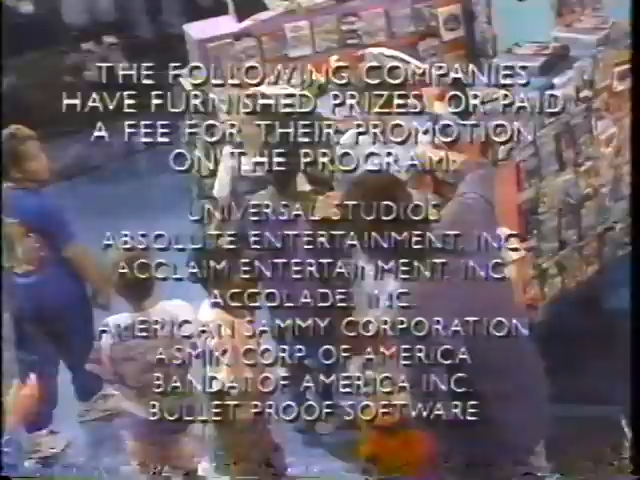 THE FOLLOWING COMPANIES
HAVE FURNISHED PRIZES, OR PAID
A FEE FOR THEIR PROMOTION
ON THE PROGRAM:
UNIVERSAL STUDIOS
ABSOLUTE ENTERTAINMENT, INC.
ACCLAIM ENTERTAINMENT, INC.
ACCOLADE, INC.
AMERICAN SAMMY CORPORATION
ASMIK CORP. OF AMERICA
BANDAI OF AMERICA INC.
BULLET PROOF SOFTWARE